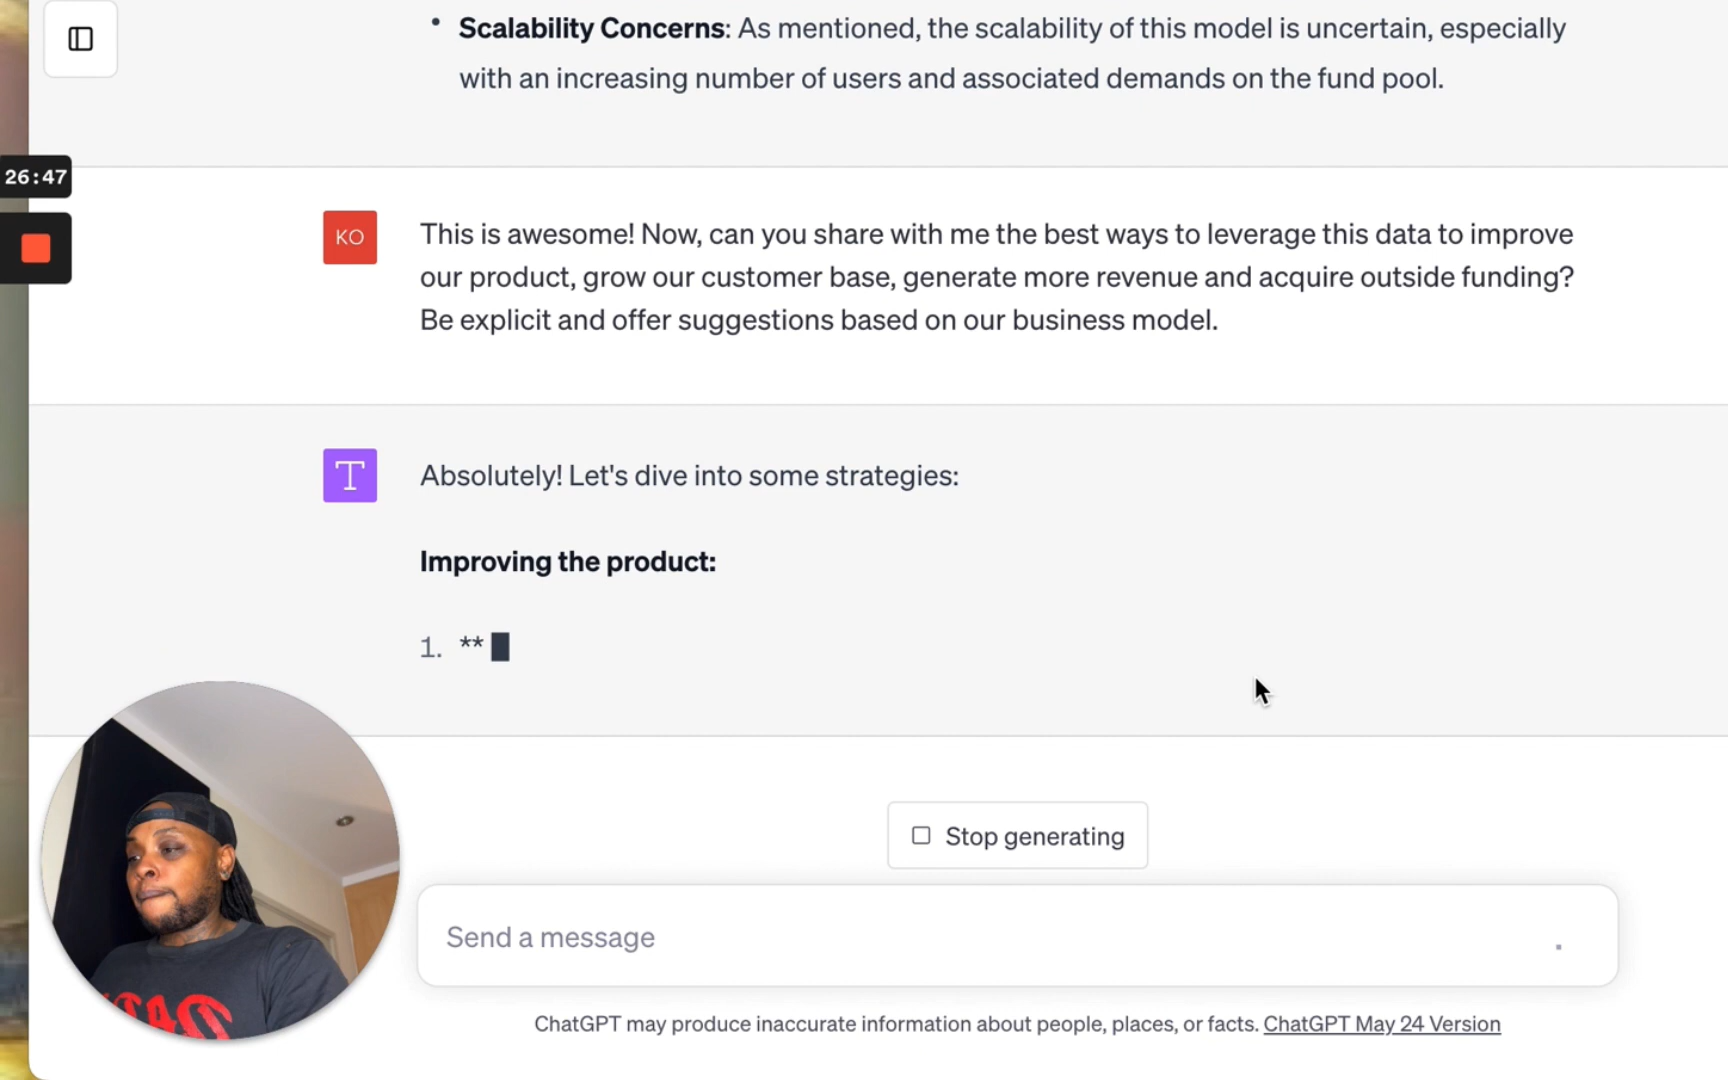 • Scalability Concerns: As mentioned, the scalability of this model is uncertain, especially
with an increasing number of users and associated demands on the fund pool.
26:47
KO
This is awesome! Now, can you share with me the best ways to leverage this data to improve
our product, grow our customer base, generate more revenue and acquire outside funding?
Be explicit and offer suggestions based on our business model.
T
Absolutely! Let's dive into some strategies:
Improving the product:
1. **
Stop generating
Send a message
ChatGPT may produce inaccurate information about people, places, or facts. ChatGPT May 24 Version